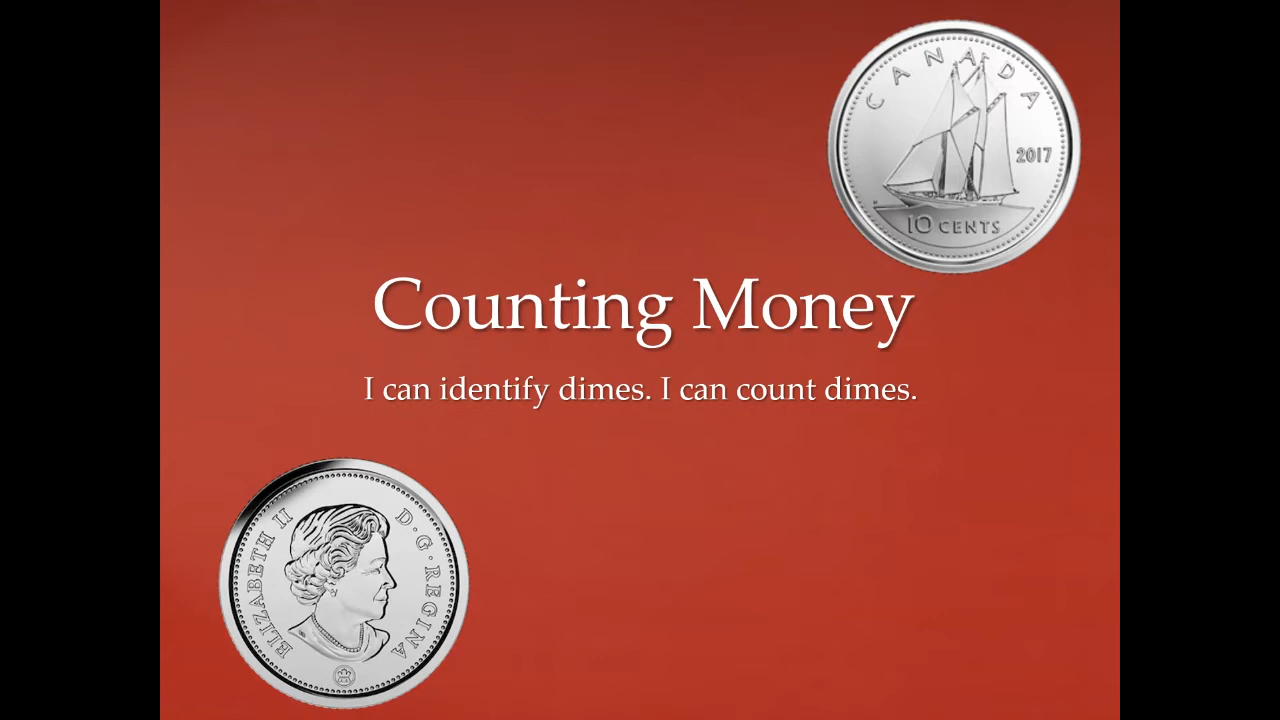 CANADA
2017
10 CENTS
Counting Money
I can identify dimes. I can count dimes.
ELIZABETH II D·G·REGINA